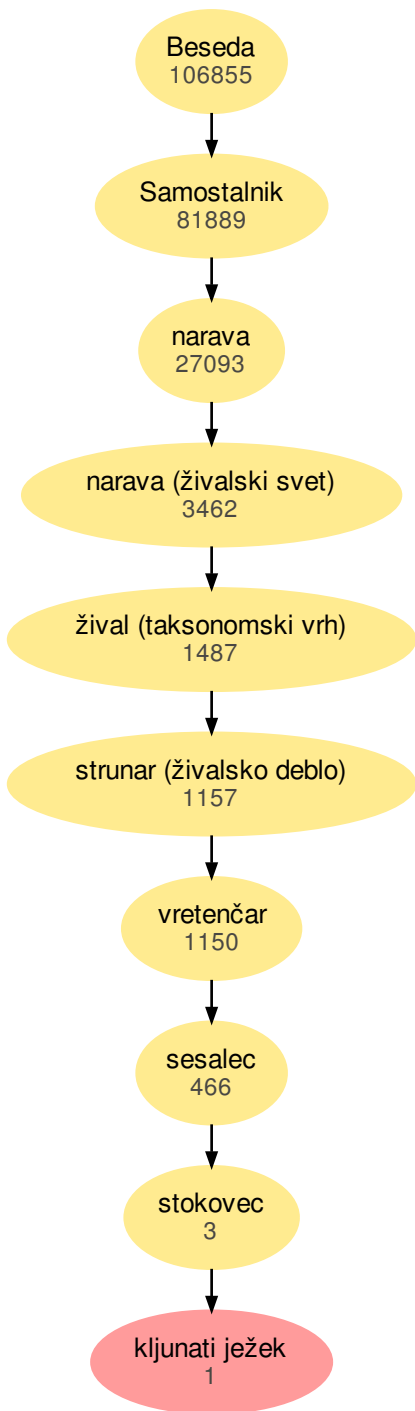 Beseda
106855
Samostalnik
81889
narava
27093
narava (živalski svet)
3462
žival (taksonomski vrh)
1487
strunar (živalsko deblo)
1157
vretenčar
1150
sesalec
466
stokovec
3
kljunati ježek
1